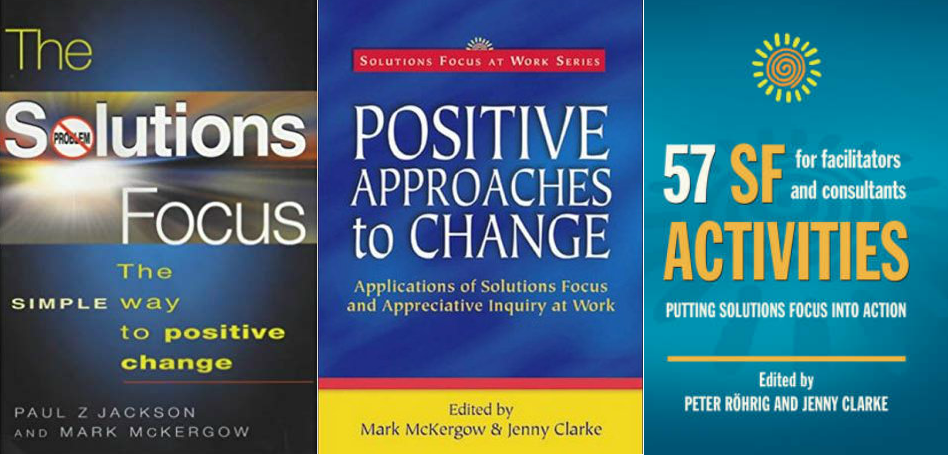 The
Solutions
PROBLEM
Focus
The
SIMPLE way
to positive
change
PAUL Z JACKSON
AND MARK MCKERGOW
SOLUTIONS FOCUS AT WORK SERIES
POSITIVE
APPROACHES
to CHANGE
Applications of Solutions Focus
and Appreciative Inquiry at Work
Edited by
Mark McKergow & Jenny Clarke
57 SF for facilitators
and consultants
ACTIVITIES
PUTTING SOLUTIONS FOCUS INTO ACTION
Edited by
PETER RÖHRIG AND JENNY CLARKE